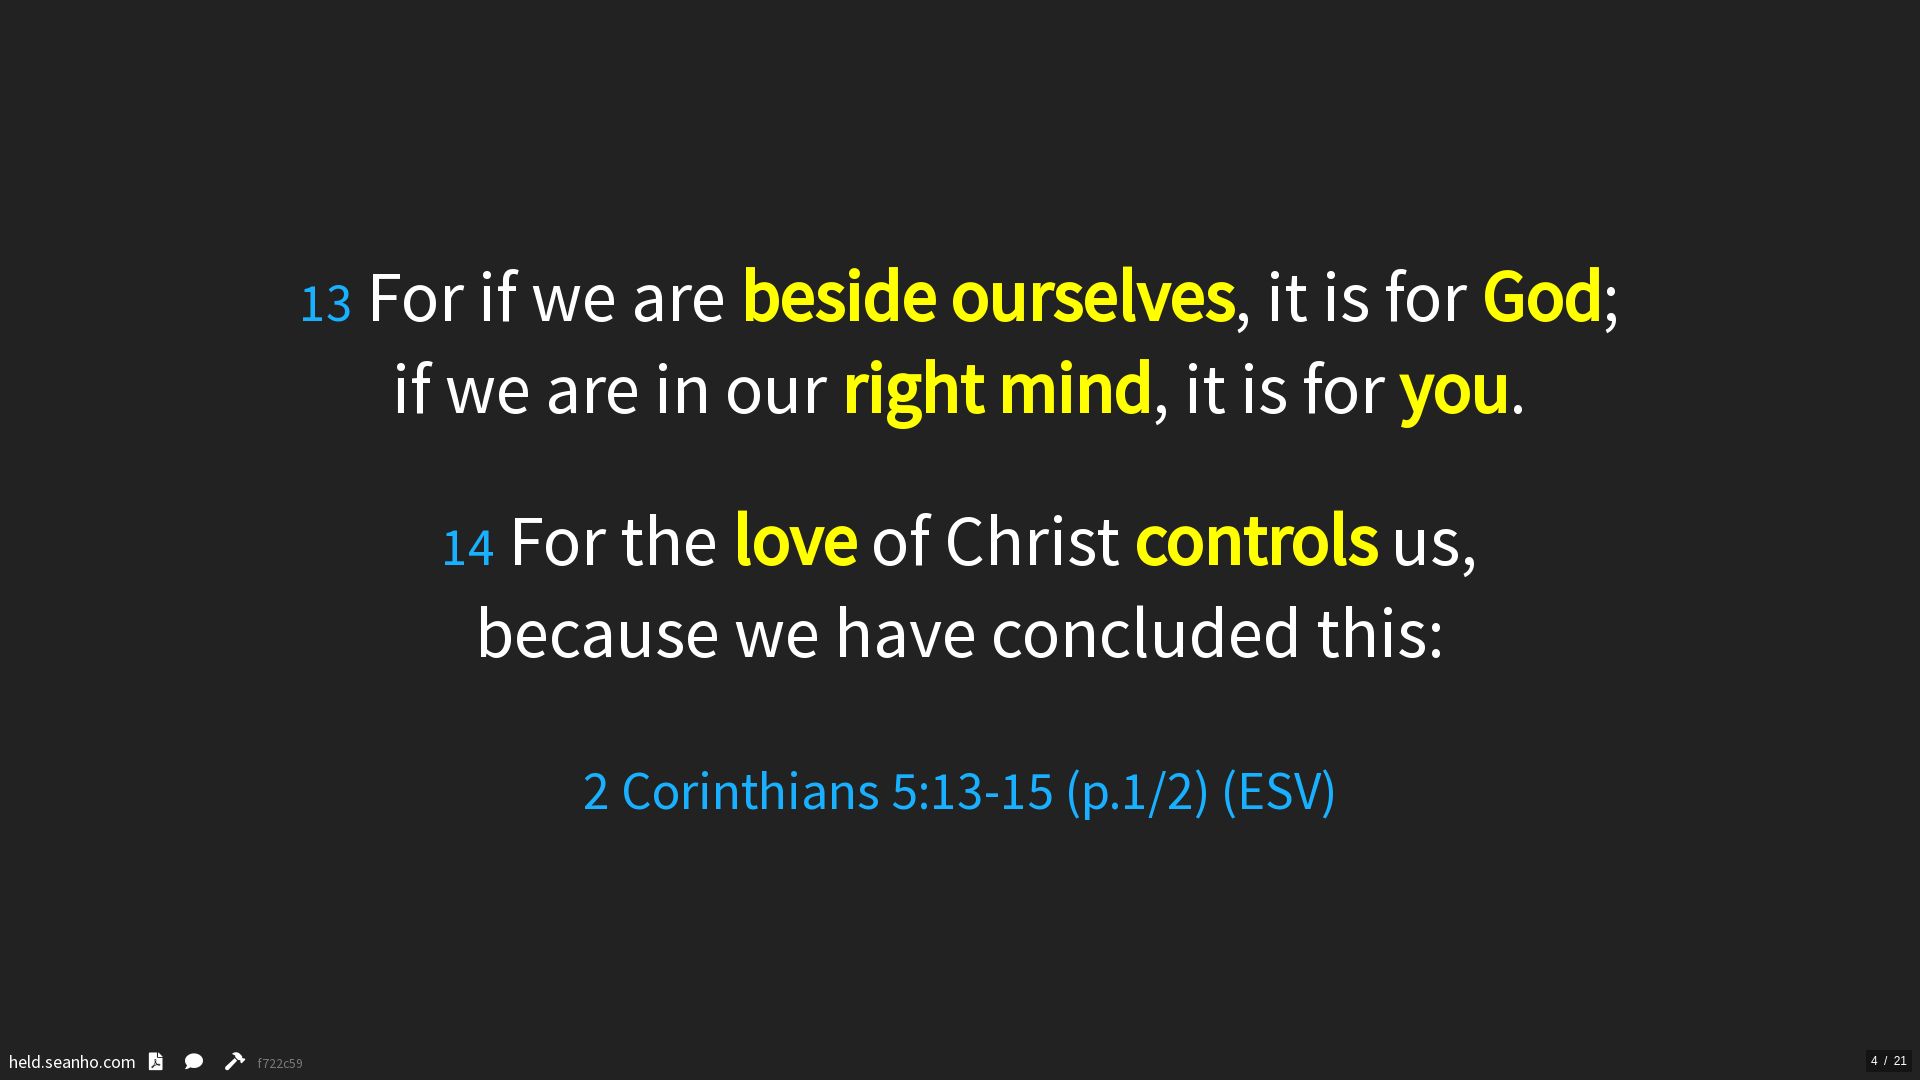 13 For if we are beside ourselves, it is for God;
if we are in our right mind, it is for you.
14 For the love of Christ controls us,
because we have concluded this:
2 Corinthians 5:13-15 (p.1/2) (ESV)
held.seanho.com f722c59
4 / 21